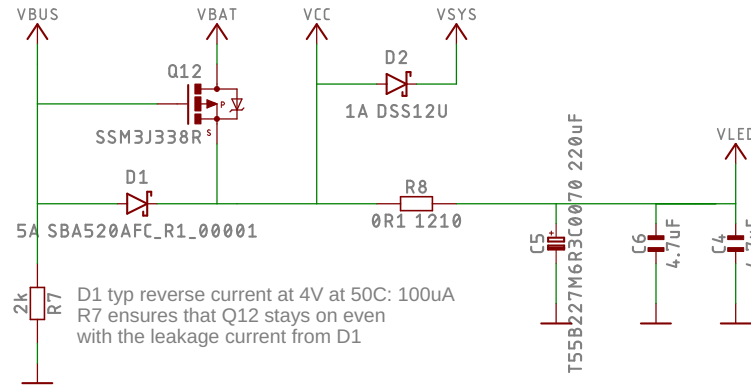 VBUS
VBAT
VCC
VSYS
D2
Q12
P
1A DSS12U
SSM3J338R
S
VLED
D1
R8
5A SBA520AFC_R1_00001
0R1 1210
C5
+
T55B227M6R3C0070 220uF
C6
4.7uF
C4
4.7uF
2k
R7
D1 typ reverse current at 4V at 50C: 100uA
R7 ensures that Q12 stays on even
with the leakage current from D1